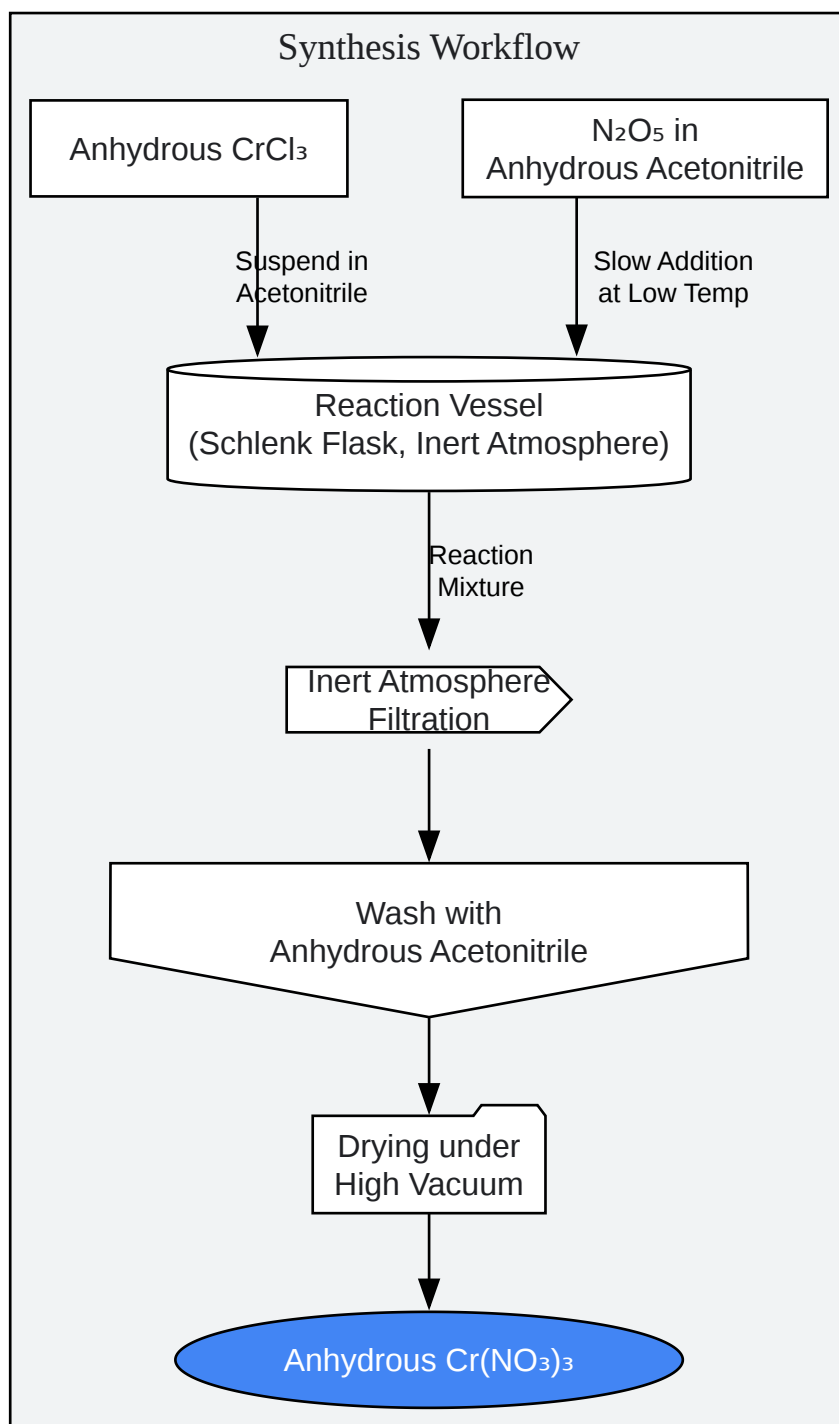 Synthesis Workflow
Anhydrous CrCl₃
N₂O₅ in
Anhydrous Acetonitrile
Suspend in
Acetonitrile
Slow Addition
at Low Temp
Reaction Vessel
(Schlenk Flask, Inert Atmosphere)
Reaction
Mixture
Inert Atmosphere
Filtration
Wash with
Anhydrous Acetonitrile
Drying under
High Vacuum
Anhydrous Cr(NO₃)₃